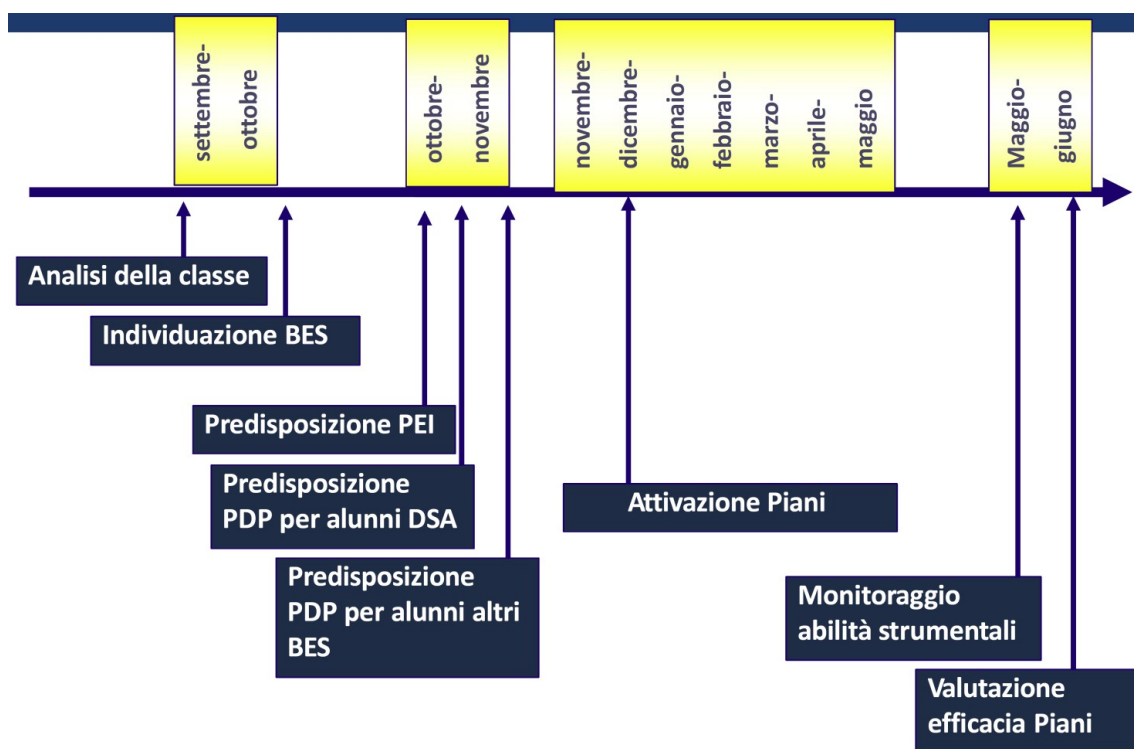 settembre-
ottobre
ottobre-
novembre
novembre-
dicembre-
gennaio-
febbraio-
marzo-
aprile-
maggio
Maggio-
giugno
Analisi della classe
Individuazione BES
Predisposizione PEI
Predisposizione
PDP per alunni DSA
Attivazione Piani
Predisposizione
PDP per alunni altri
BES
Monitoraggio
abilità strumentali
Valutazione
efficacia Piani